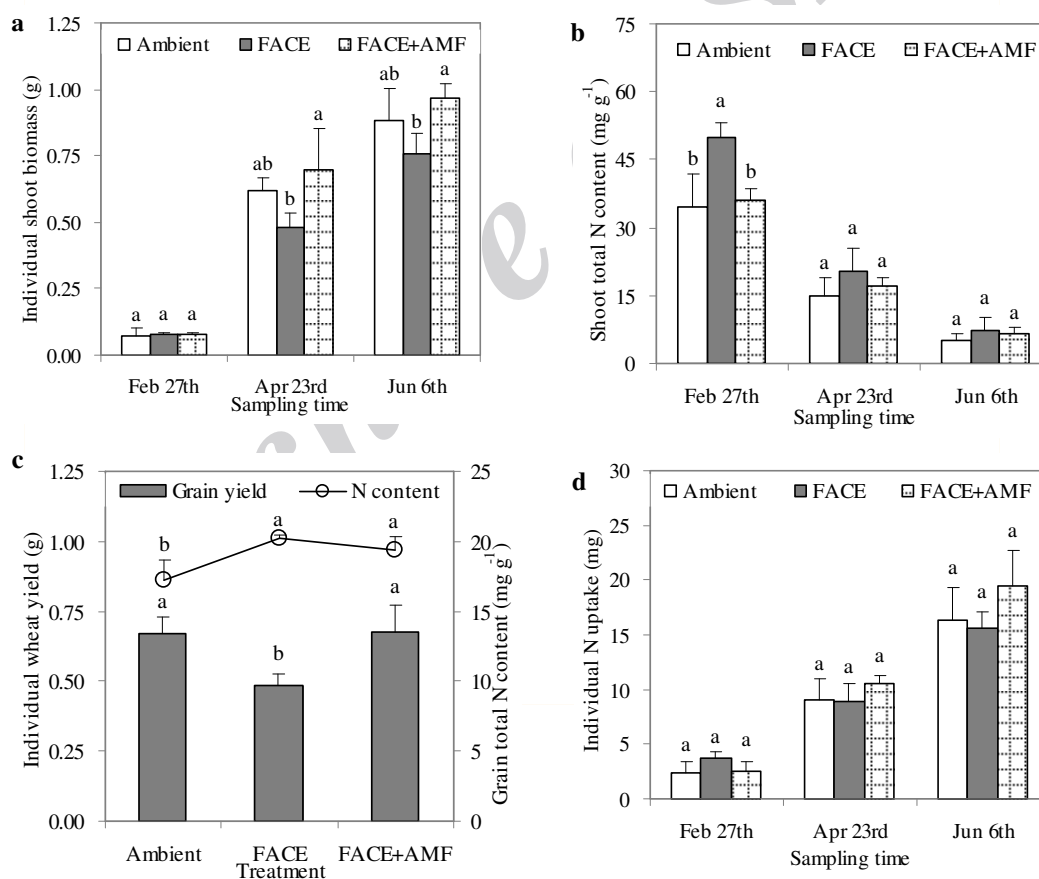 a
1.25
Ambient FACE FACE+AMF
1.00
0.75
0.50
0.25
0.00
Individual shoot biomass (g)
a a a
ab b a
ab b a
Feb 27th Apr 23rd Jun 6th
Sampling time
b
75
Ambient FACE FACE+AMF
60
45
30
15
0
Shoot total N content (mg g-1)
b a b
a a a
a a a
Feb 27th Apr 23rd Jun 6th
Sampling time
c
1.25
Grain yield N content
1.00
0.75
0.50
0.25
0.00
Individual wheat yield (g)
b a a
a b a
25
20
15
10
5
0
Grain total N content (mg g-1)
Ambient FACE FACE+AMF
Treatment
d
30
Ambient FACE FACE+AMF
25
20
15
10
5
0
Individual N uptake (mg)
a a a
a a a
a a a
Feb 27th Apr 23rd Jun 6th
Sampling time